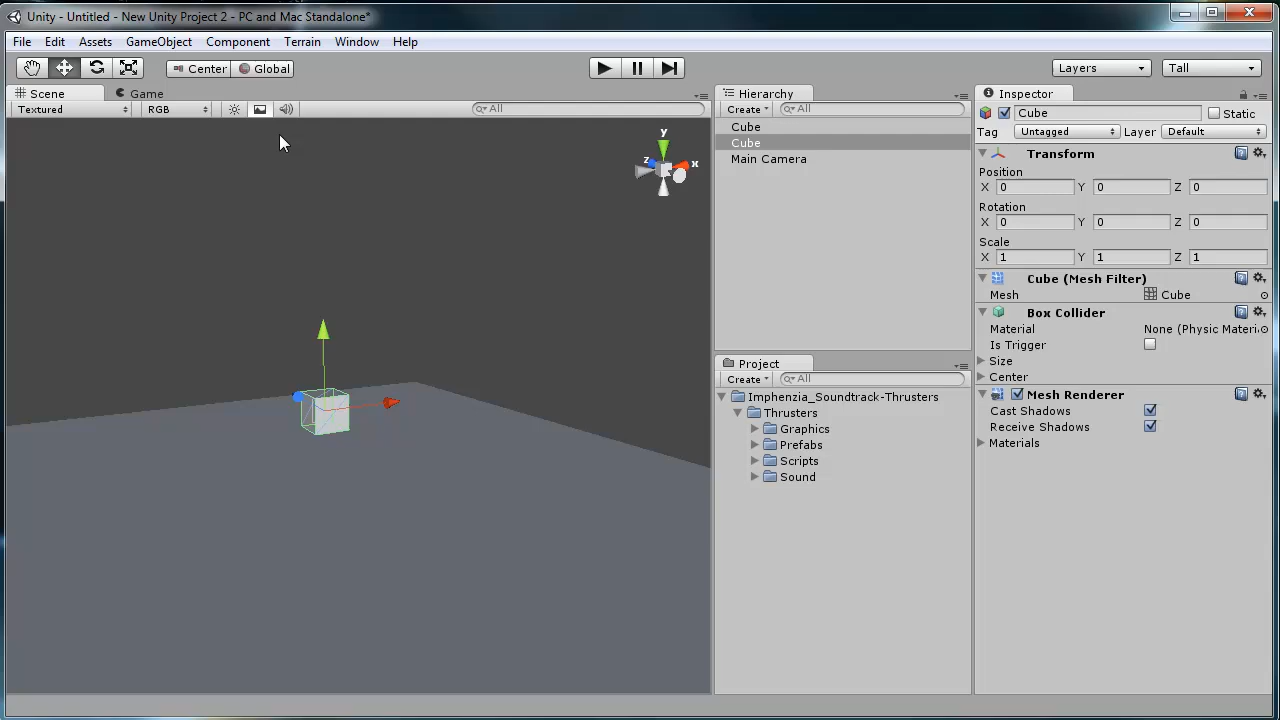 Unity - Untitled - New Unity Project 2 - PC and Mac Standalone*
File Edit Assets GameObject Component Terrain Window Help
Center Global Layers Tall
Scene Game
Textured RGB All
y
z x
Hierarchy
Create All
Cube
Cube
Main Camera
Project
Create All
Imphenzia_Soundtrack-Thrusters
Thrusters
Graphics
Prefabs
Scripts
Sound
Inspector
Cube Static
Tag Untagged Layer Default
Transform
Position
X 0 Y 0 Z 0
Rotation
X 0 Y 0 Z 0
Scale
X 1 Y 1 Z 1
Cube (Mesh Filter)
Mesh Cube
Box Collider
Material None (Physic Materi
Is Trigger
Size
Center
Mesh Renderer
Cast Shadows
Receive Shadows
Materials